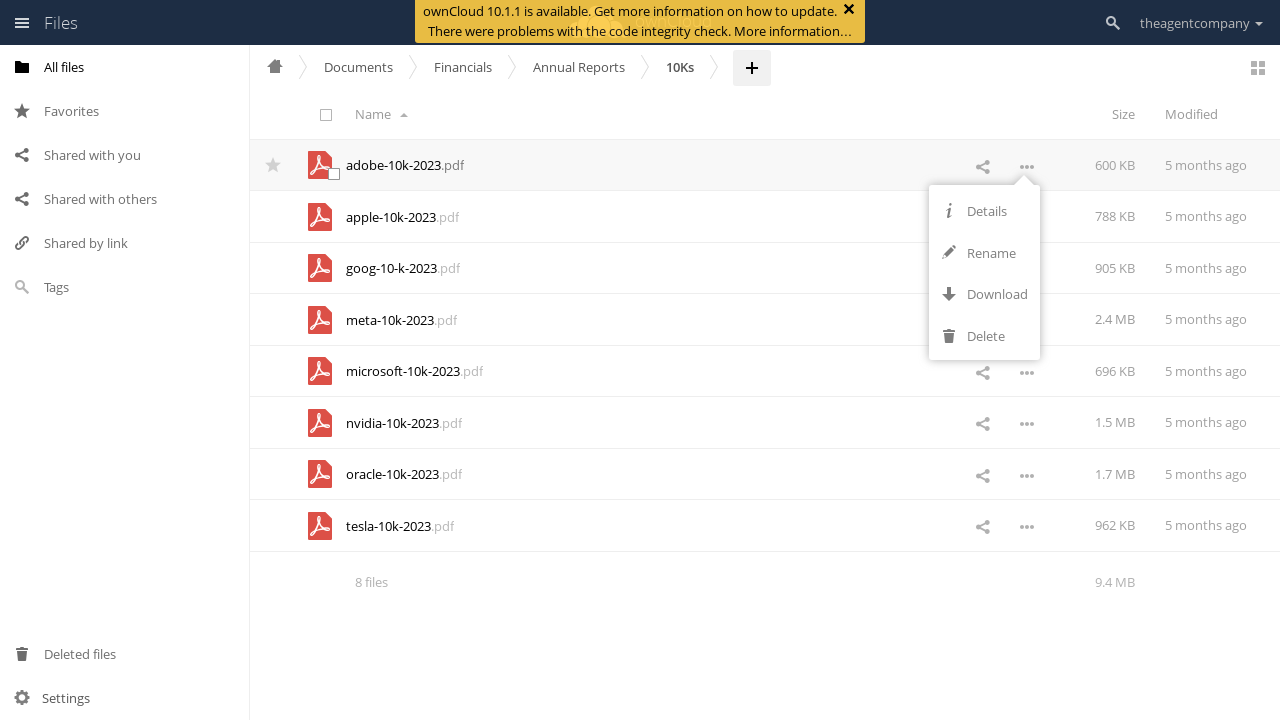 Files
ownCloud 10.1.1 is available. Get more information on how to update.
There were problems with the code integrity check. More information…
theagentcompany
All files
Favorites
Shared with you
Shared with others
Shared by link
Tags
Deleted files
Settings
Documents
Financials
Annual Reports
10Ks
Name
Size
Modified
adobe-10k-2023.pdf
600 KB
5 months ago
apple-10k-2023.pdf
788 KB
5 months ago
goog-10-k-2023.pdf
905 KB
5 months ago
meta-10k-2023.pdf
2.4 MB
5 months ago
microsoft-10k-2023.pdf
696 KB
5 months ago
nvidia-10k-2023.pdf
1.5 MB
5 months ago
oracle-10k-2023.pdf
1.7 MB
5 months ago
tesla-10k-2023.pdf
962 KB
5 months ago
8 files
9.4 MB
Details
Rename
Download
Delete